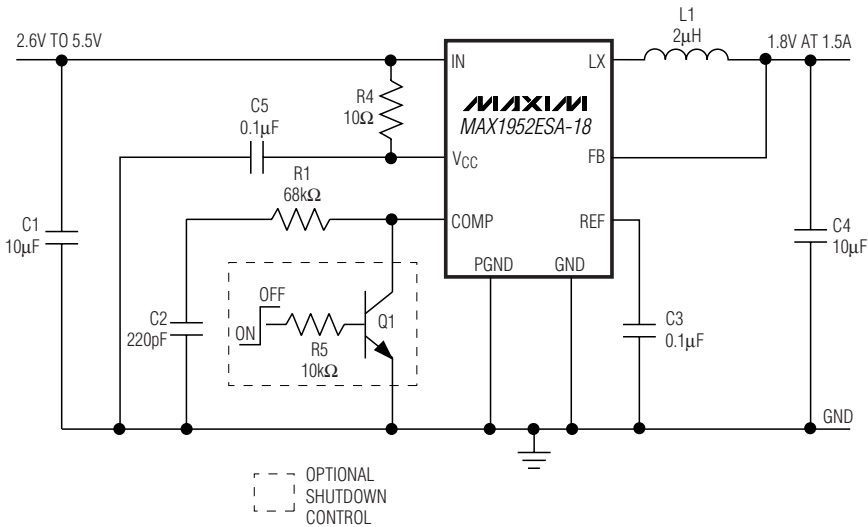 2.6V TO 5.5V
IN
LX
L1
2µH
1.8V AT 1.5A
R4
10Ω
C5
0.1µF
MAXIM
MAX1952ESA-18
VCC
FB
R1
68kΩ
COMP
REF
C1
10µF
C4
10µF
PGND
GND
OFF
ON
Q1
R5
10kΩ
C2
220pF
C3
0.1µF
GND
OPTIONAL
SHUTDOWN
CONTROL